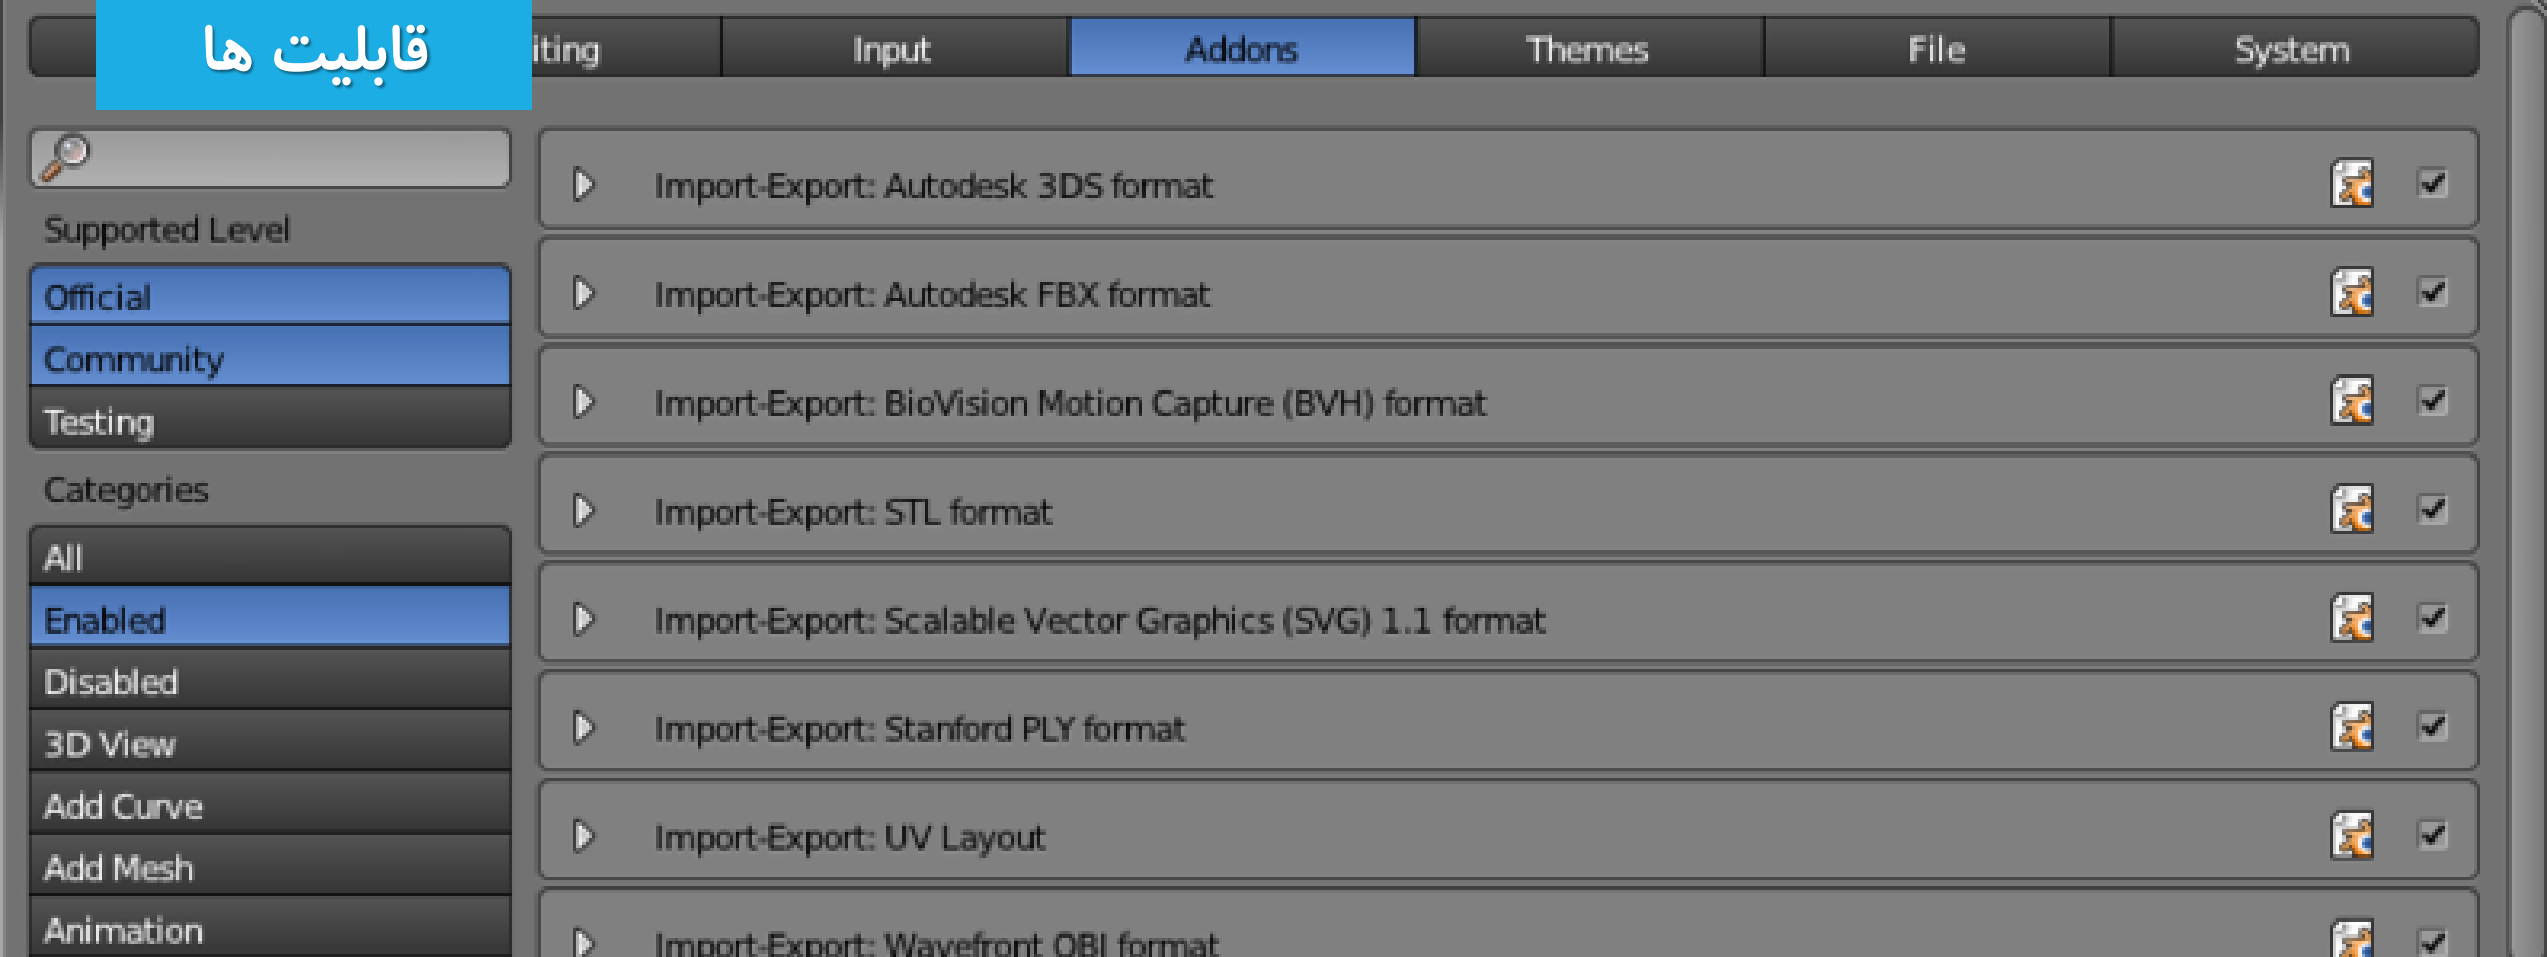 قابلیت ها
iting Input Addons Themes File System
Supported Level
Official
Community
Testing
Categories
All
Enabled
Disabled
3D View
Add Curve
Add Mesh
Animation
Import-Export: Autodesk 3DS format
Import-Export: Autodesk FBX format
Import-Export: BioVision Motion Capture (BVH) format
Import-Export: STL format
Import-Export: Scalable Vector Graphics (SVG) 1.1 format
Import-Export: Stanford PLY format
Import-Export: UV Layout
Import-Export: Wavefront OBJ format